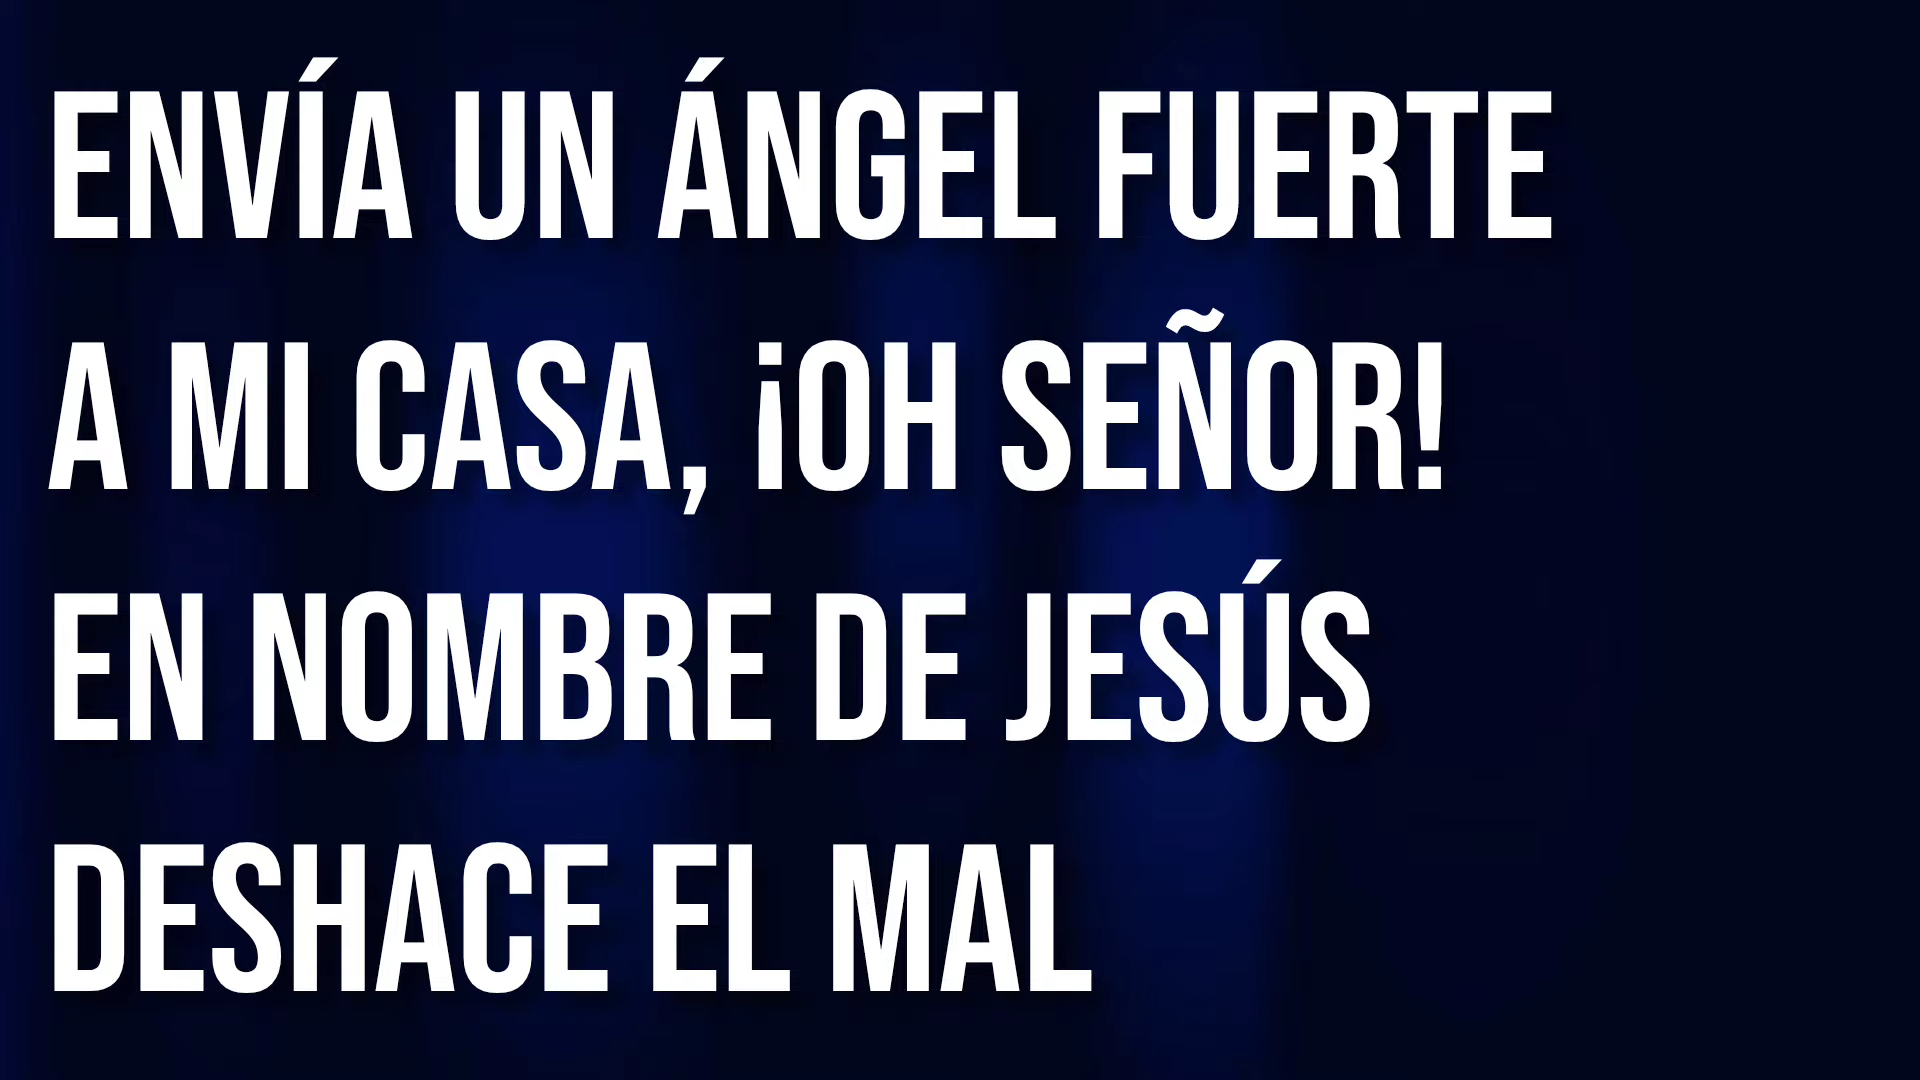 ENVÍA UN ÁNGEL FUERTE
A MI CASA, ¡OH SEÑOR!
EN NOMBRE DE JESÚS
DESHACE EL MAL